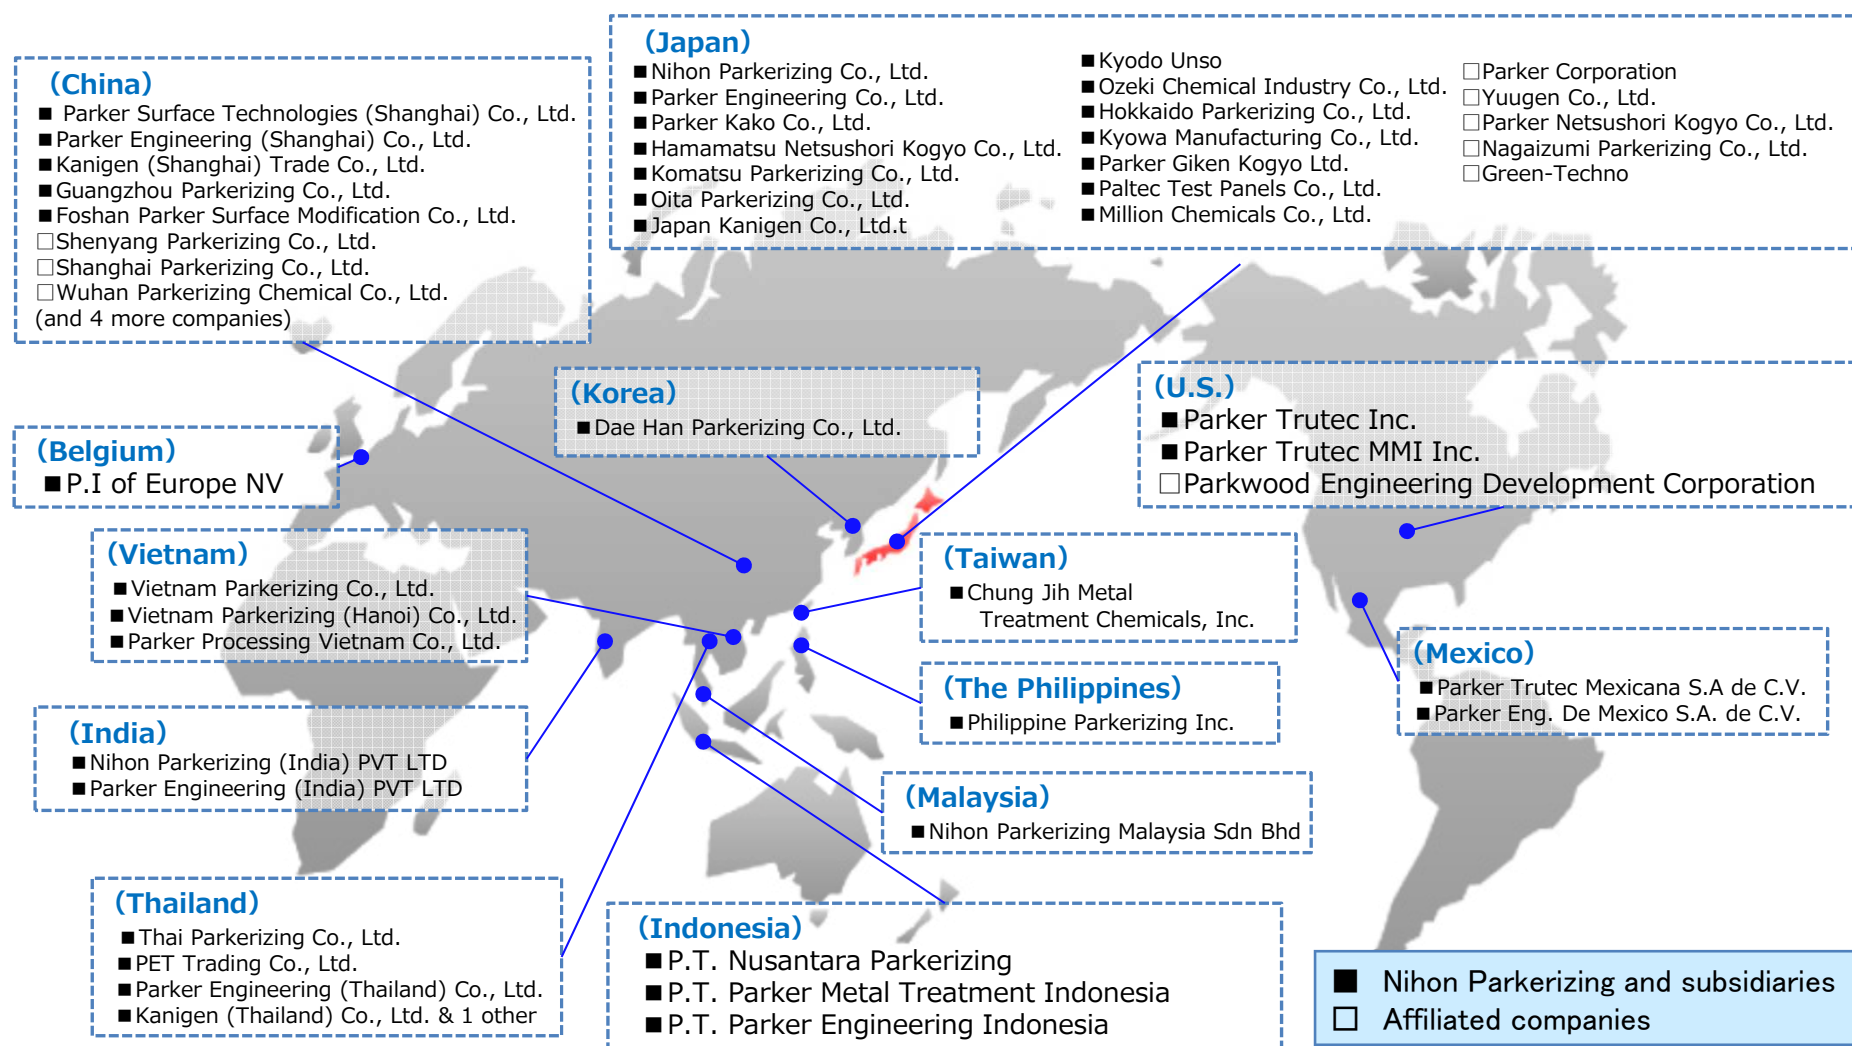 (China)
■ Parker Surface Technologies (Shanghai) Co., Ltd.
■ Parker Engineering (Shanghai) Co., Ltd.
■ Kanigen (Shanghai) Trade Co., Ltd.
■ Guangzhou Parkerizing Co., Ltd.
■ Foshan Parker Surface Modification Co., Ltd.
□ Shenyang Parkerizing Co., Ltd.
□ Shanghai Parkerizing Co., Ltd.
□ Wuhan Parkerizing Chemical Co., Ltd.
(and 4 more companies)
(Japan)
■ Nihon Parkerizing Co., Ltd.
■ Parker Engineering Co., Ltd.
■ Parker Kako Co., Ltd.
■ Hamamatsu Netsushori Kogyo Co., Ltd.
■ Komatsu Parkerizing Co., Ltd.
■ Oita Parkerizing Co., Ltd.
■ Japan Kanigen Co., Ltd.t
■ Kyodo Unso
■ Ozeki Chemical Industry Co., Ltd.
■ Hokkaido Parkerizing Co., Ltd.
■ Kyowa Manufacturing Co., Ltd.
■ Parker Giken Kogyo Ltd.
■ Paltec Test Panels Co., Ltd.
■ Million Chemicals Co., Ltd.
□ Parker Corporation
□ Yuugen Co., Ltd.
□ Parker Netsushori Kogyo Co., Ltd.
□ Nagaizumi Parkerizing Co., Ltd.
□ Green-Techno
(Korea)
■ Dae Han Parkerizing Co., Ltd.
(U.S.)
■ Parker Trutec Inc.
■ Parker Trutec MMI Inc.
□ Parkwood Engineering Development Corporation
(Belgium)
■ P.I of Europe NV
(Vietnam)
■ Vietnam Parkerizing Co., Ltd.
■ Vietnam Parkerizing (Hanoi) Co., Ltd.
■ Parker Processing Vietnam Co., Ltd.
(Taiwan)
■ Chung Jih Metal
Treatment Chemicals, Inc.
(The Philippines)
■ Philippine Parkerizing Inc.
(Mexico)
■ Parker Trutec Mexicana S.A de C.V.
■ Parker Eng. De Mexico S.A. de C.V.
(India)
■ Nihon Parkerizing (India) PVT LTD
■ Parker Engineering (India) PVT LTD
(Malaysia)
■ Nihon Parkerizing Malaysia Sdn Bhd
(Thailand)
■ Thai Parkerizing Co., Ltd.
■ PET Trading Co., Ltd.
■ Parker Engineering (Thailand) Co., Ltd.
■ Kanigen (Thailand) Co., Ltd. & 1 other
(Indonesia)
■ P.T. Nusantara Parkerizing
■ P.T. Parker Metal Treatment Indonesia
■ P.T. Parker Engineering Indonesia
■ Nihon Parkerizing and subsidiaries
□ Affiliated companies